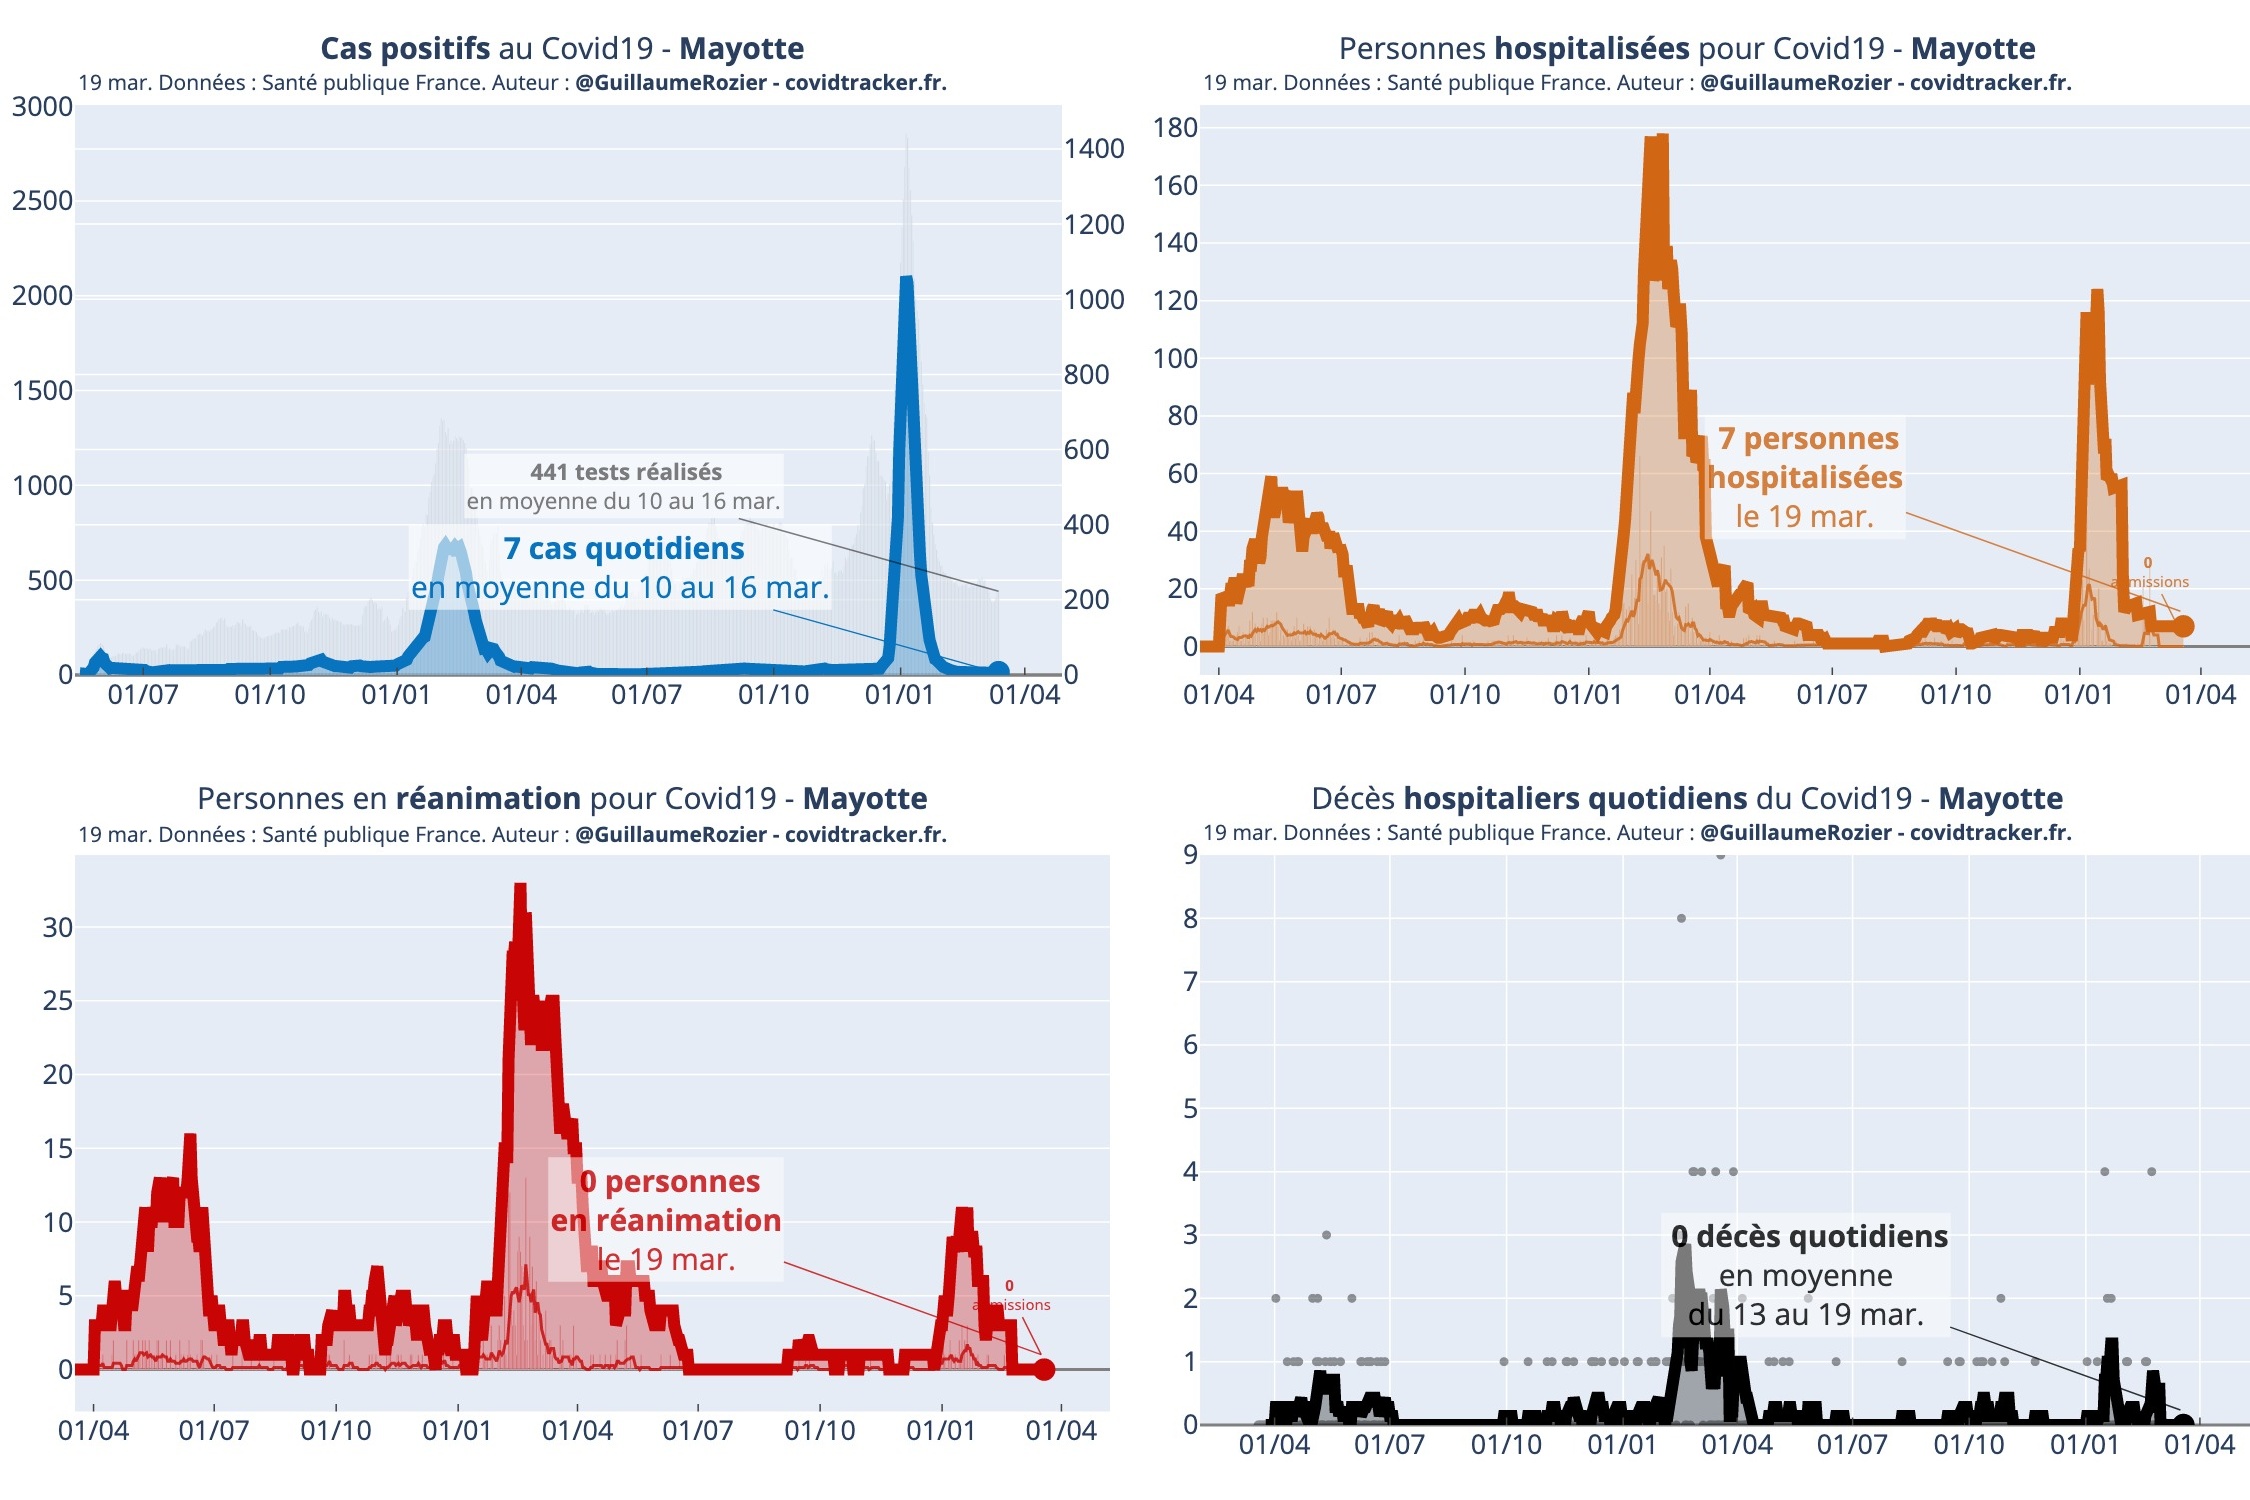 Cas positifs au Covid19 - Mayotte
19 mar. Données : Santé publique France. Auteur : @GuillaumeRozier - covidtracker.fr.
3000
2500
2000
1500
1000
500
0
1400
1200
1000
800
600
400
200
0
441 tests réalisés
en moyenne du 10 au 16 mar.
7 cas quotidiens
en moyenne du 10 au 16 mar.
01/07 01/10 01/01 01/04 01/07 01/10 01/01 01/04
Personnes hospitalisées pour Covid19 - Mayotte
19 mar. Données : Santé publique France. Auteur : @GuillaumeRozier - covidtracker.fr.
180
160
140
120
100
80
60
40
20
0
7 personnes
hospitalisées
le 19 mar.
0
admissions
01/04 01/07 01/10 01/01 01/04 01/07 01/10 01/01 01/04
Personnes en réanimation pour Covid19 - Mayotte
19 mar. Données : Santé publique France. Auteur : @GuillaumeRozier - covidtracker.fr.
30
25
20
15
10
5
0
0 personnes
en réanimation
le 19 mar.
0
admissions
01/04 01/07 01/10 01/01 01/04 01/07 01/10 01/01 01/04
Décès hospitaliers quotidiens du Covid19 - Mayotte
19 mar. Données : Santé publique France. Auteur : @GuillaumeRozier - covidtracker.fr.
9
8
7
6
5
4
3
2
1
0
0 décès quotidiens
en moyenne
du 13 au 19 mar.
01/04 01/07 01/10 01/01 01/04 01/07 01/10 01/01 01/04